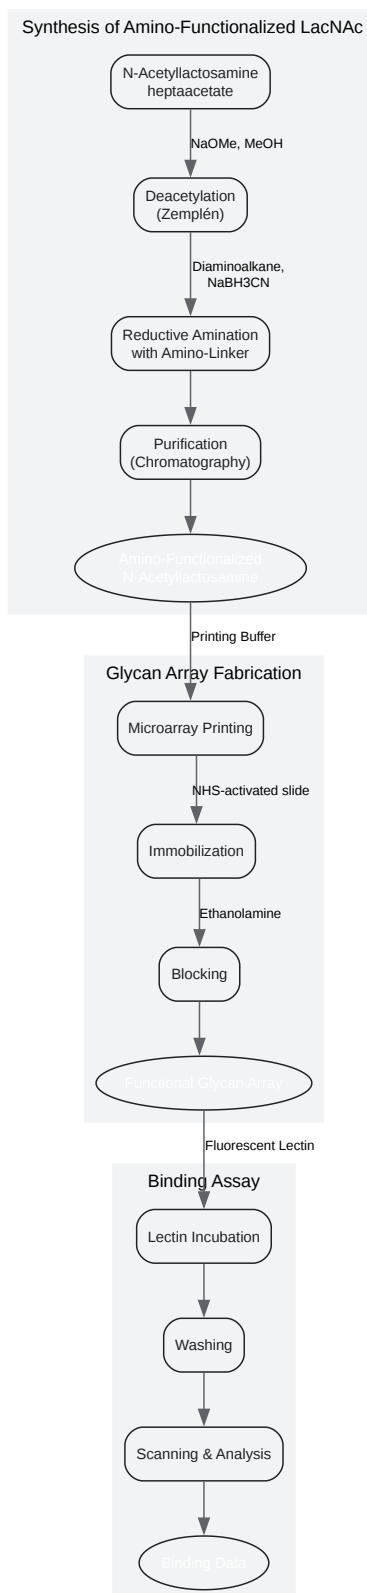 Synthesis of Amino-Functionalized LacNAc
N-Acetyllactosamine
heptaacetate
NaOMe, MeOH
Deacetylation
(Zemplén)
Diaminoalkane,
NaBH3CN
Reductive Amination
with Amino-Linker
Purification
(Chromatography)
Amino-Functionalized
N-Acetyllactosamine
Printing Buffer
Glycan Array Fabrication
Microarray Printing
NHS-activated slide
Immobilization
Ethanolamine
Blocking
Functional Glycan Array
Fluorescent Lectin
Binding Assay
Lectin Incubation
Washing
Scanning & Analysis
Binding Data